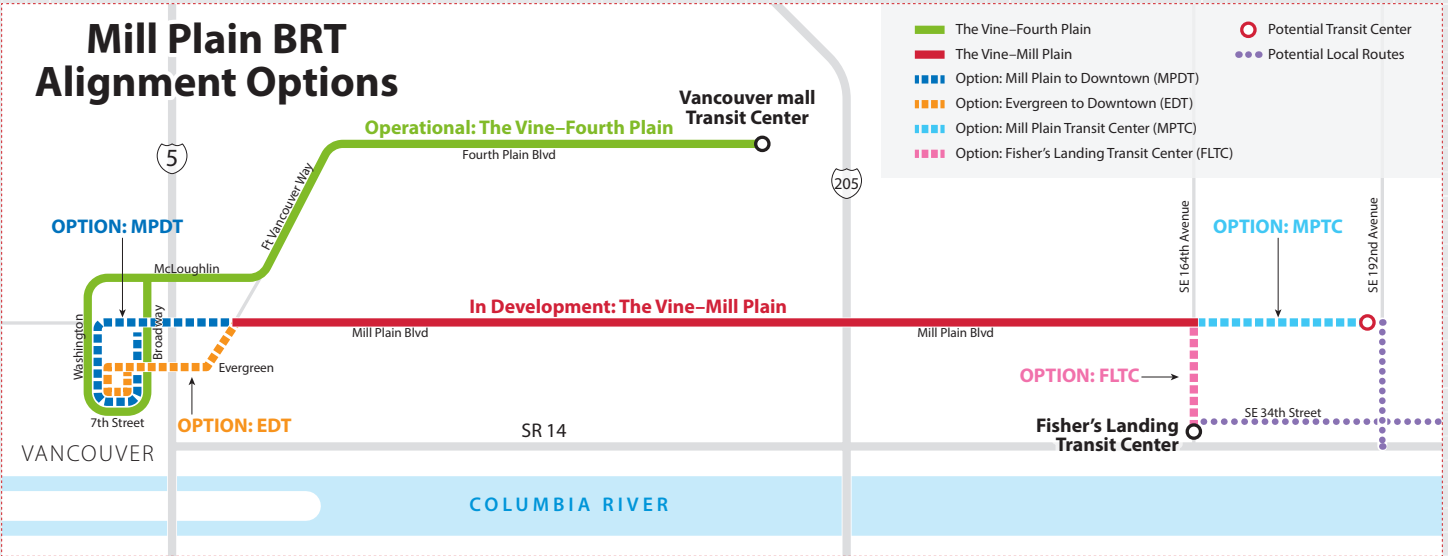 Mill Plain BRT
Alignment Options
The Vine–Fourth Plain
The Vine–Mill Plain
Option: Mill Plain to Downtown (MPDT)
Option: Evergreen to Downtown (EDT)
Option: Mill Plain Transit Center (MPTC)
Option: Fisher's Landing Transit Center (FLTC)
Potential Transit Center
Potential Local Routes
Vancouver mall
Transit Center
Operational: The Vine–Fourth Plain
Fourth Plain Blvd
5
205
Ft Vancouver Way
OPTION: MPDT
McLoughlin
SE 164th Avenue
OPTION: MPTC
SE 192nd Avenue
Washington
Broadway
In Development: The Vine–Mill Plain
Mill Plain Blvd
Mill Plain Blvd
Evergreen
OPTION: FLTC
7th Street
OPTION: EDT
SE 34th Street
Fisher's Landing
Transit Center
SR 14
VANCOUVER
COLUMBIA RIVER